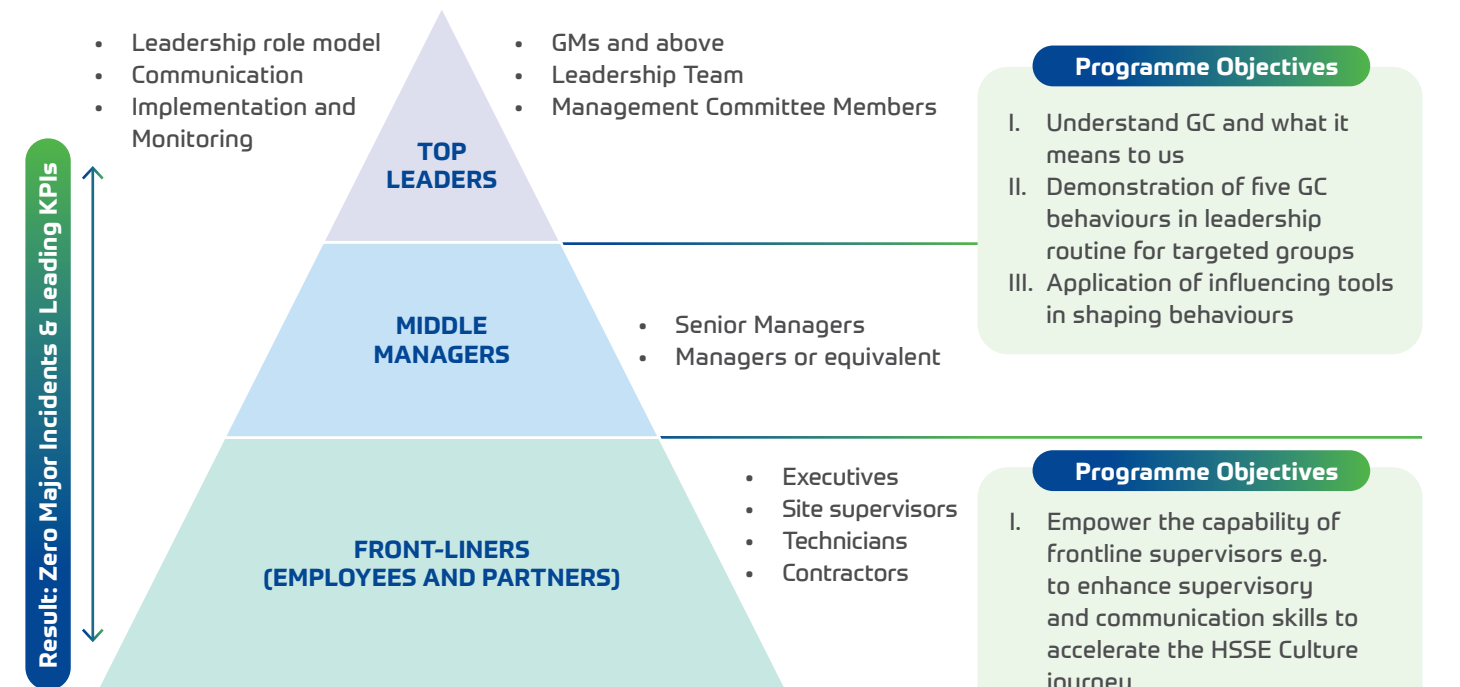 • Leadership role model
• Communication
• Implementation and
Monitoring
• GMs and above
• Leadership Team
• Management Committee Members
TOP
LEADERS
Programme Objectives
I. Understand GC and what it
means to us
II. Demonstration of five GC
behaviours in leadership
routine for targeted groups
III. Application of influencing tools
in shaping behaviours
Result: Zero Major Incidents & Leading KPIs
MIDDLE
MANAGERS
• Senior Managers
• Managers or equivalent
FRONT-LINERS
(EMPLOYEES AND PARTNERS)
• Executives
• Site supervisors
• Technicians
• Contractors
Programme Objectives
I. Empower the capability of
frontline supervisors e.g.
to enhance supervisory
and communication skills to
accelerate the HSSE Culture
journey